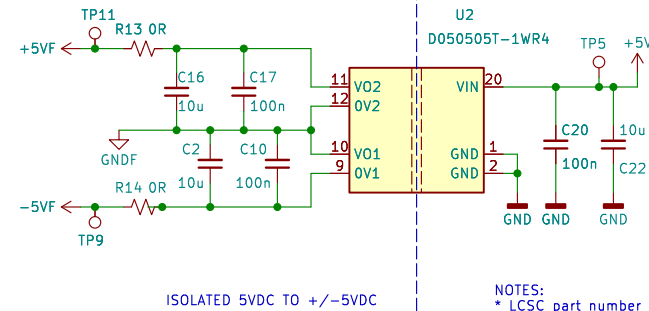 TP11
U2
R13 0R
D050505T-1WR4
+5VF
TP5
+5V
C16
C17
11
VO2
VIN
20
10u
100n
12
0V2
C20
10u
GNDF
C2
C10
10
VO1
GND
1
100n
C22
9
0V1
GND
2
10u
100n
R14 0R
-5VF
TP9
GND
GND
GND
ISOLATED 5VDC TO +/-5VDC
NOTES:
* LCSC part number